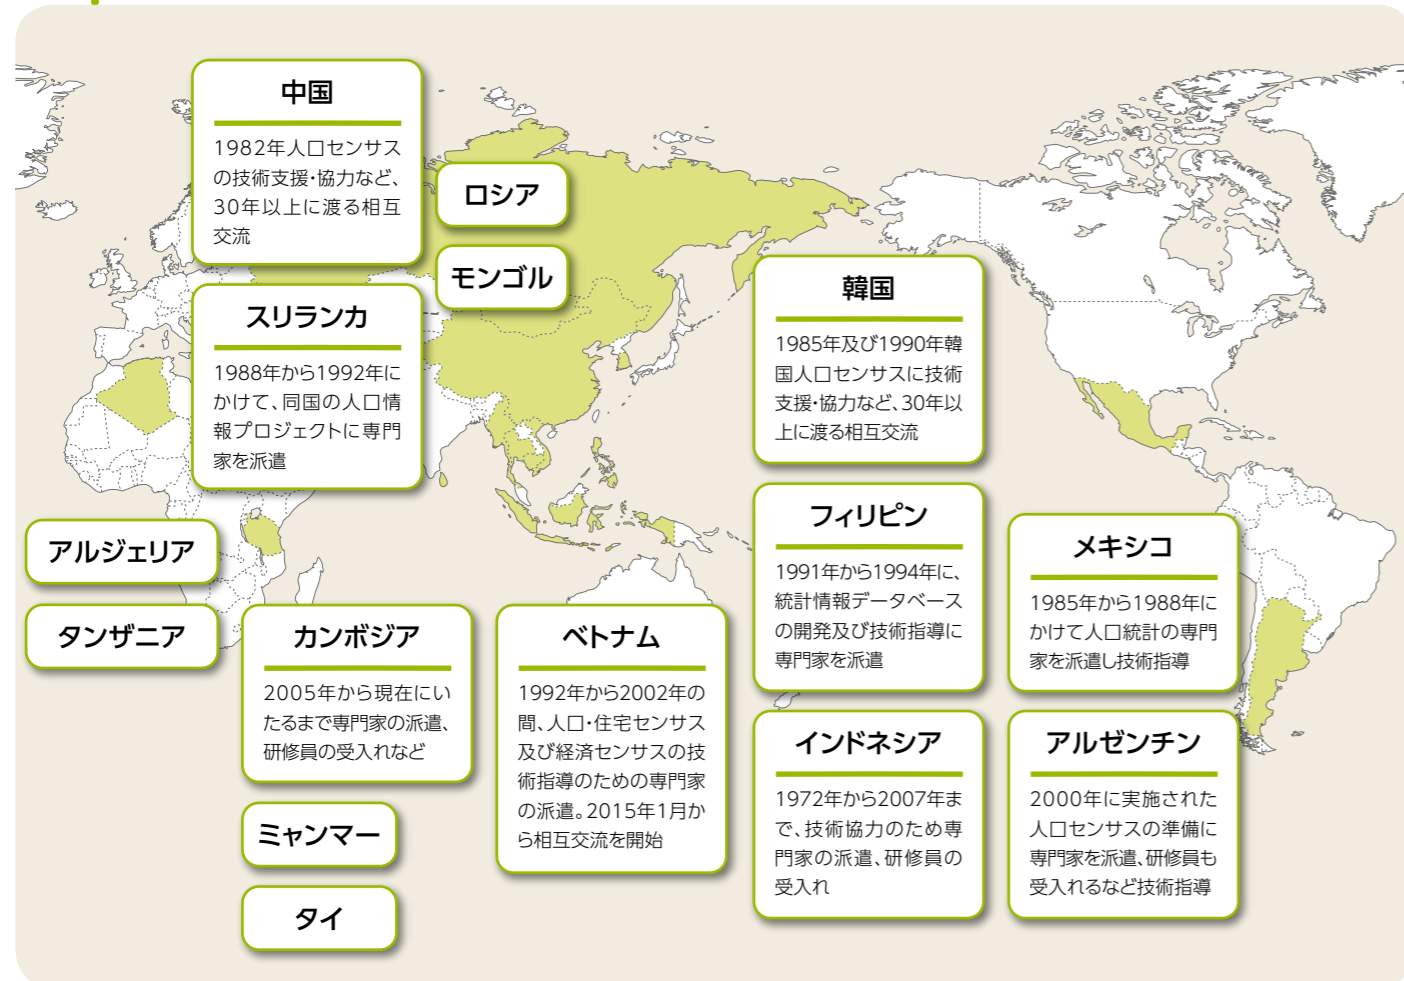 中国
1982年人口センサス
の技術支援・協力など、
30年以上に渡る相互
交流
ロシア
モンゴル
スリランカ
1988年から1992年に
かけて、同国の人口情
報プロジェクトに専門
家を派遣
韓国
1985年及び1990年韓
国人口センサスに技術
支援・協力など、30年以
上に渡る相互交流
アルジェリア
タンザニア
フィリピン
1991年から1994年に、
統計情報データベース
の開発及び技術指導に
専門家を派遣
メキシコ
1985年から1988年に
かけて人口統計の専門
家を派遣し技術指導
カンボジア
2005年から現在にい
たるまで専門家の派遣、
研修員の受入れなど
ベトナム
1992年から2002年の
間、人口・住宅センサス
及び経済センサスの技
術指導のための専門家
の派遣。2015年1月か
ら相互交流を開始
インドネシア
1972年から2007年ま
で、技術協力のため専
門家の派遣、研修員の
受入れ
アルゼンチン
2000年に実施された
人口センサスの準備に
専門家を派遣、研修員も
受入れるなど技術指導
ミャンマー
タイ